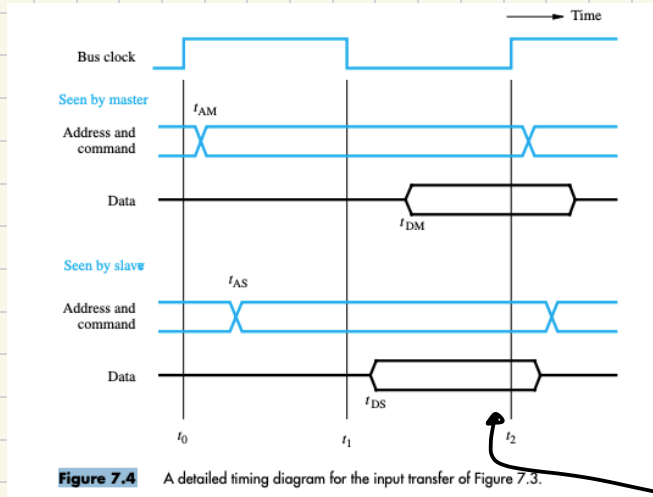 Time
Bus clock
Seen by master
tAM
Address and
command
Data
tDM
Seen by slave
tAS
Address and
command
Data
tDS
t0
t1
t2
Figure 7.4 A detailed timing diagram for the input transfer of Figure 7.3.